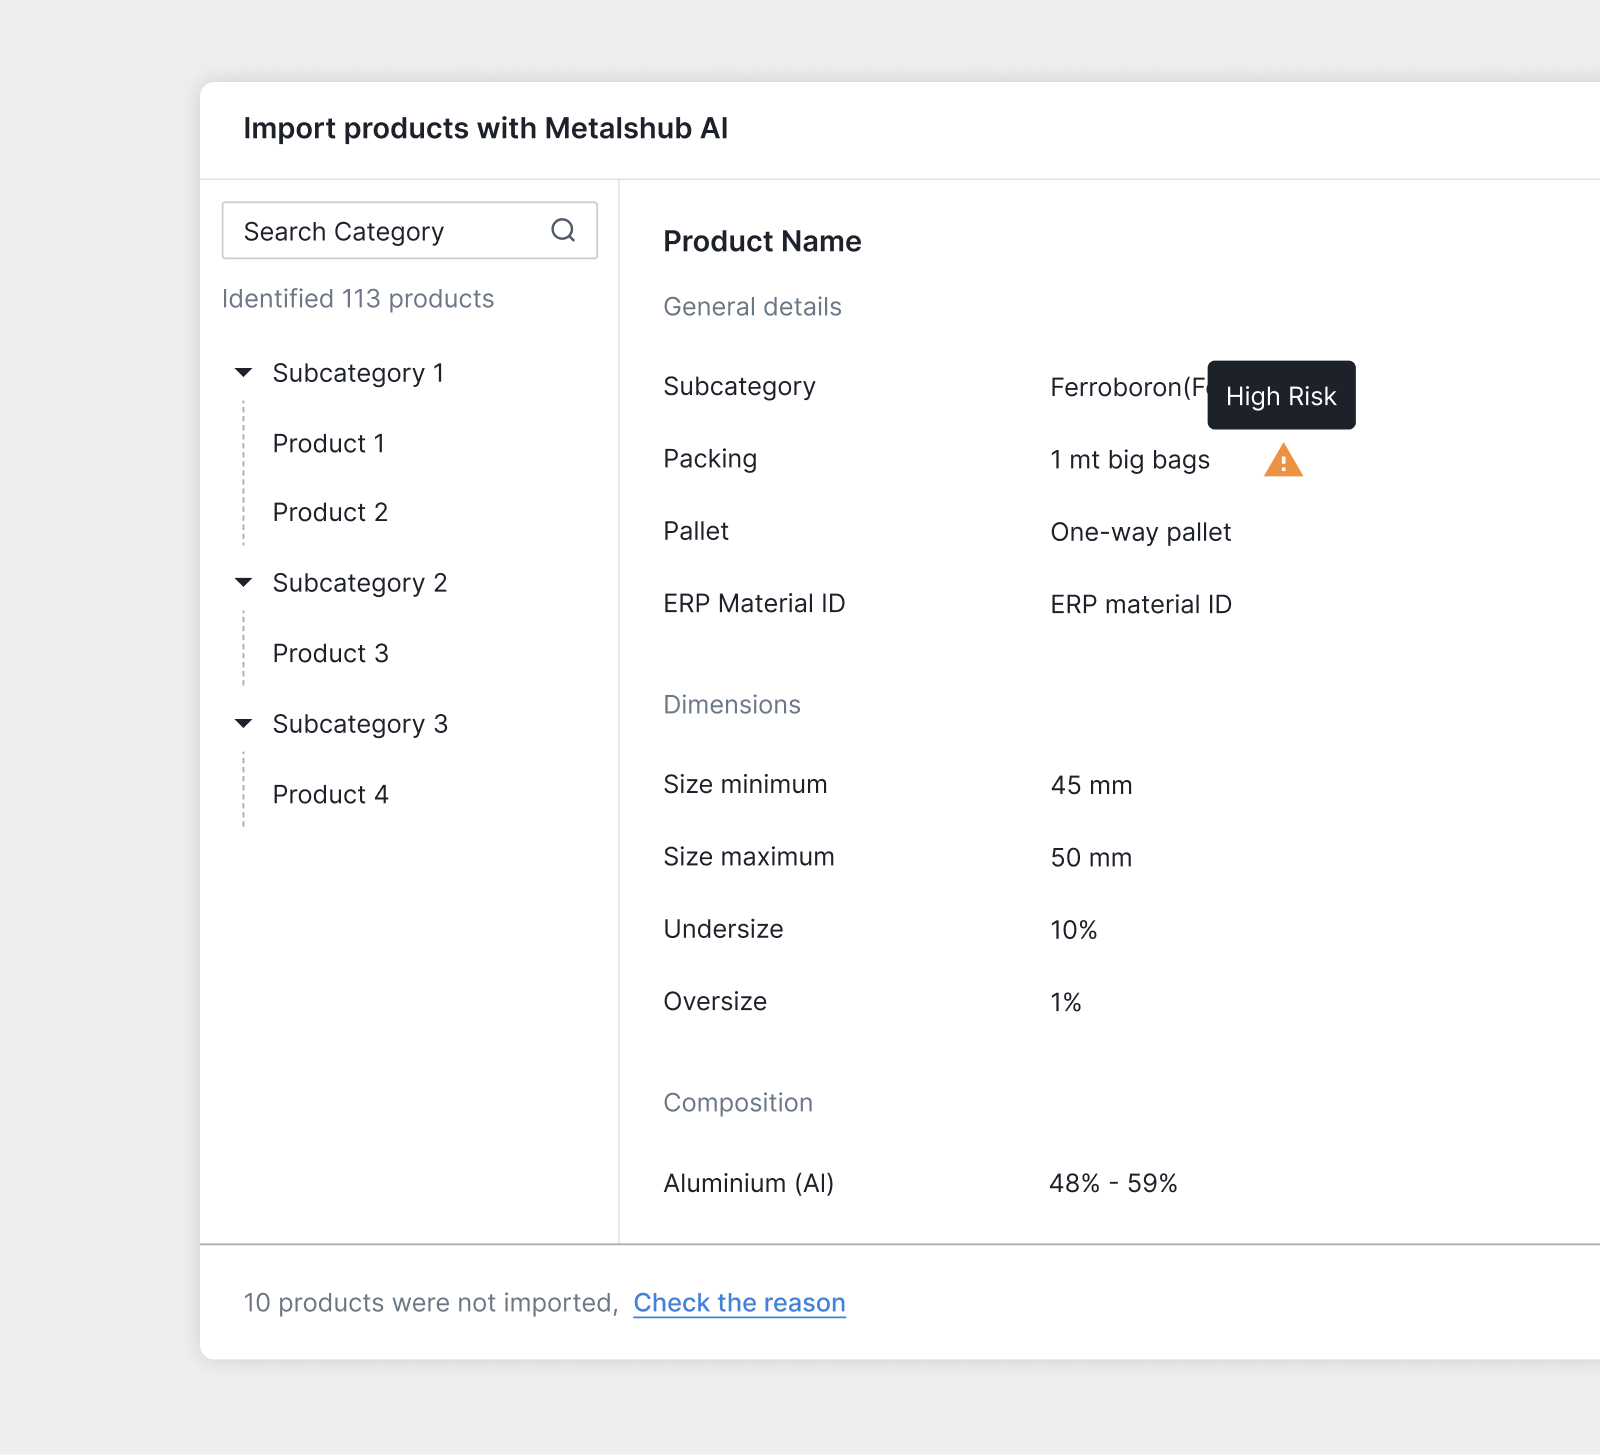 Import products with Metalshub AI
Search Category
Identified 113 products
Subcategory 1
Product 1
Product 2
Subcategory 2
Product 3
Subcategory 3
Product 4
Product Name
General details
Subcategory Ferroboron(F
High Risk
Packing 1 mt big bags
Pallet One-way pallet
ERP Material ID ERP material ID
Dimensions
Size minimum 45 mm
Size maximum 50 mm
Undersize 10%
Oversize 1%
Composition
Aluminium (Al) 48% - 59%
10 products were not imported, Check the reason